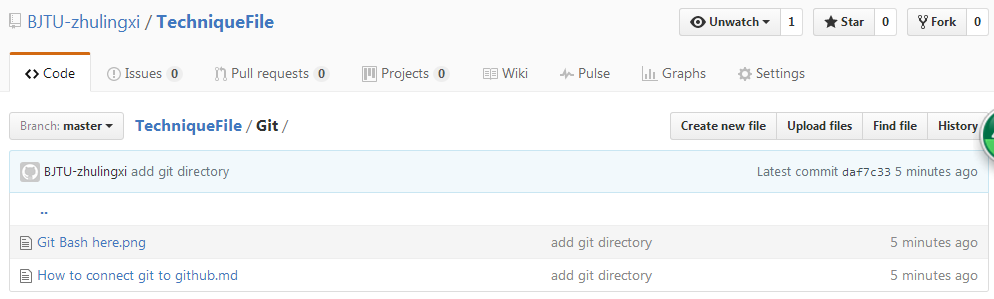 BJTU-zhulingxi / TechniqueFile Unwatch 1 Star 0 Fork 0
Code Issues 0 Pull requests 0 Projects 0 Wiki Pulse Graphs Settings
Branch: master TechniqueFile / Git / Create new file Upload files Find file History
BJTU-zhulingxi add git directory Latest commit daf7c33 5 minutes ago
..
Git Bash here.png add git directory 5 minutes ago
How to connect git to github.md add git directory 5 minutes ago